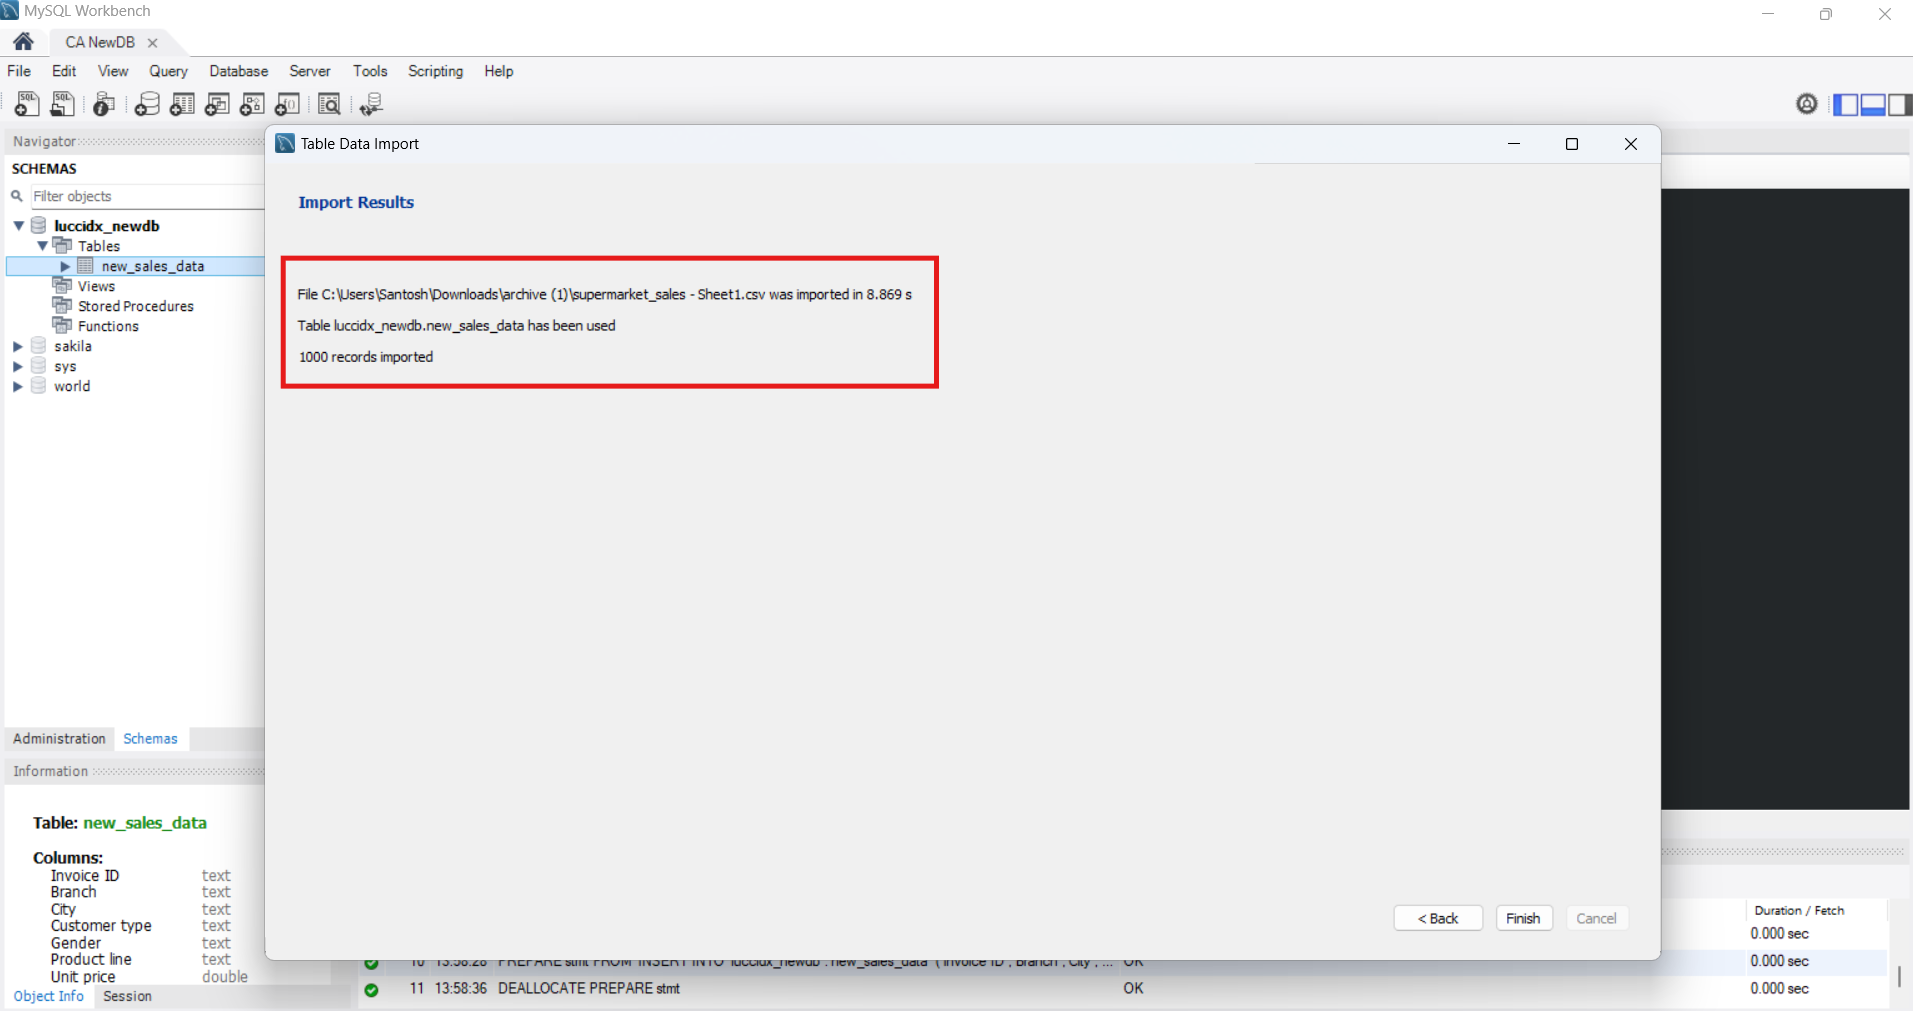 MySQL Workbench
CA NewDB
File Edit View Query Database Server Tools Scripting Help
Navigator
SCHEMAS
Filter objects
luccidx_newdb
Tables
new_sales_data
Views
Stored Procedures
Functions
sakila
sys
world
Administration Schemas
Information
Table: new_sales_data
Columns:
Invoice ID text
Branch text
City text
Customer type text
Gender text
Product line text
Unit price double
Object Info Session
Table Data Import
Import Results
File C:\Users\Santosh\Downloads\archive (1)\supermarket_sales - Sheet1.csv was imported in 8.869 s
Table luccidx_newdb.new_sales_data has been used
1000 records imported
< Back Finish Cancel
Duration / Fetch
0.000 sec
10 13:58:28 PREPARE stmt FROM 'INSERT INTO `luccidx_newdb`.`new_sales_data` (`Invoice ID`,`Branch`,`City`,... OK 0.000 sec
11 13:58:36 DEALLOCATE PREPARE stmt OK 0.000 sec